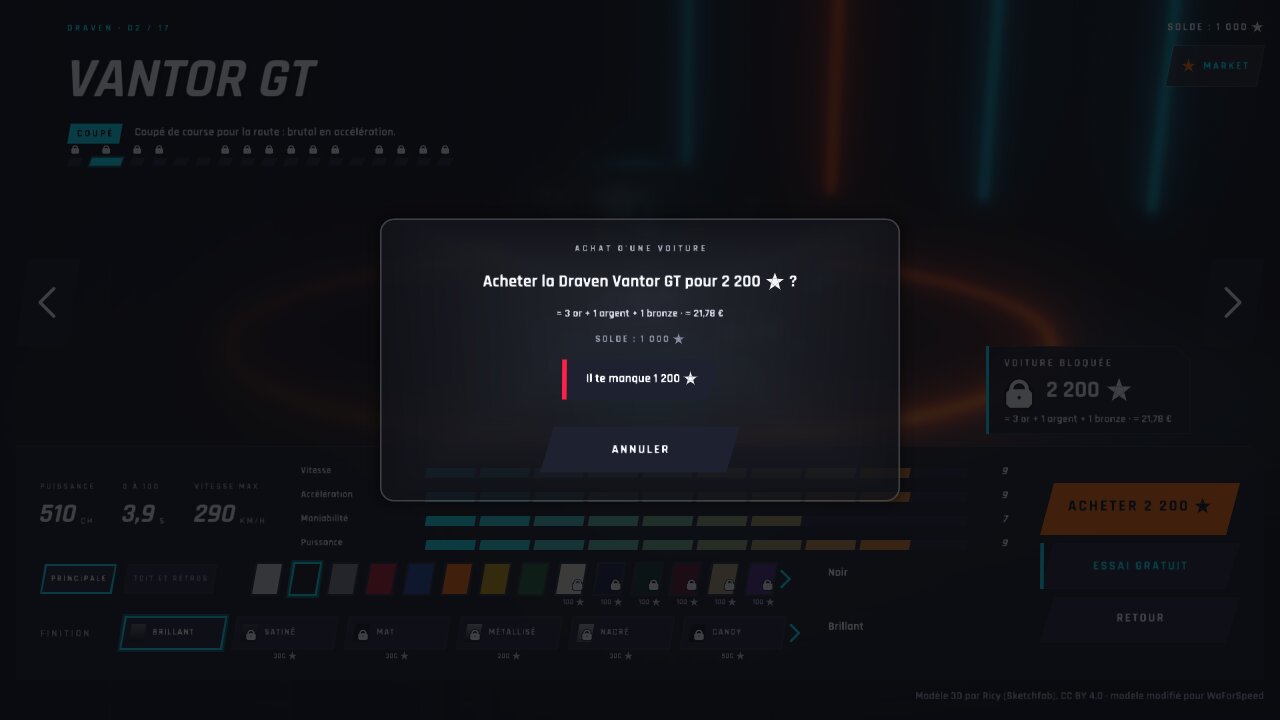 DRAVEN · 02 / 17
SOLDE : 1 000 ★
VANTOR GT
★ MARKET
COUPÉ Coupé de course pour la route : brutal en accélération.
ACHAT D'UNE VOITURE
Acheter la Draven Vantor GT pour 2 200 ★ ?
≈ 3 or + 1 argent + 1 bronze · ≈ 21,78 €
SOLDE : 1 000 ★
Il te manque 1 200 ★
ANNULER
VOITURE BLOQUÉE
2 200 ★
≈ 3 or + 1 argent + 1 bronze · ≈ 21,78 €
PUISSANCE 0 À 100 VITESSE MAX
510 CH 3,9 S 290 KM/H
Vitesse 9
Accélération 9
Maniabilité 7
Puissance 9
ACHETER 2 200 ★
ESSAI GRATUIT
RETOUR
PRINCIPALE TOIT ET RÉTROS
100 ★ 100 ★ 100 ★ 100 ★ 100 ★ 100 ★
Noir
FINITION BRILLANT SATINÉ MAT MÉTALLISÉ NACRÉ CANDY
300 ★ 300 ★ 200 ★ 300 ★ 500 ★
Brillant
Modèle 3D par Ricy (Sketchfab), CC BY 4.0 · modèle modifié pour WaForSpeed